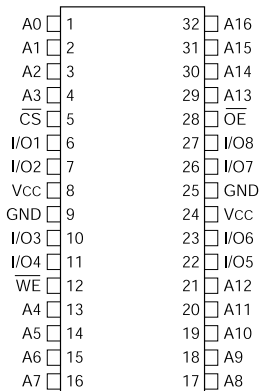 A0 1 32 A16
A1 2 31 A15
A2 3 30 A14
A3 4 29 A13
C̅S̅ 5 28 O̅E̅
I/O1 6 27 I/O8
I/O2 7 26 I/O7
VCC 8 25 GND
GND 9 24 VCC
I/O3 10 23 I/O6
I/O4 11 22 I/O5
W̅E̅ 12 21 A12
A4 13 20 A11
A5 14 19 A10
A6 15 18 A9
A7 16 17 A8